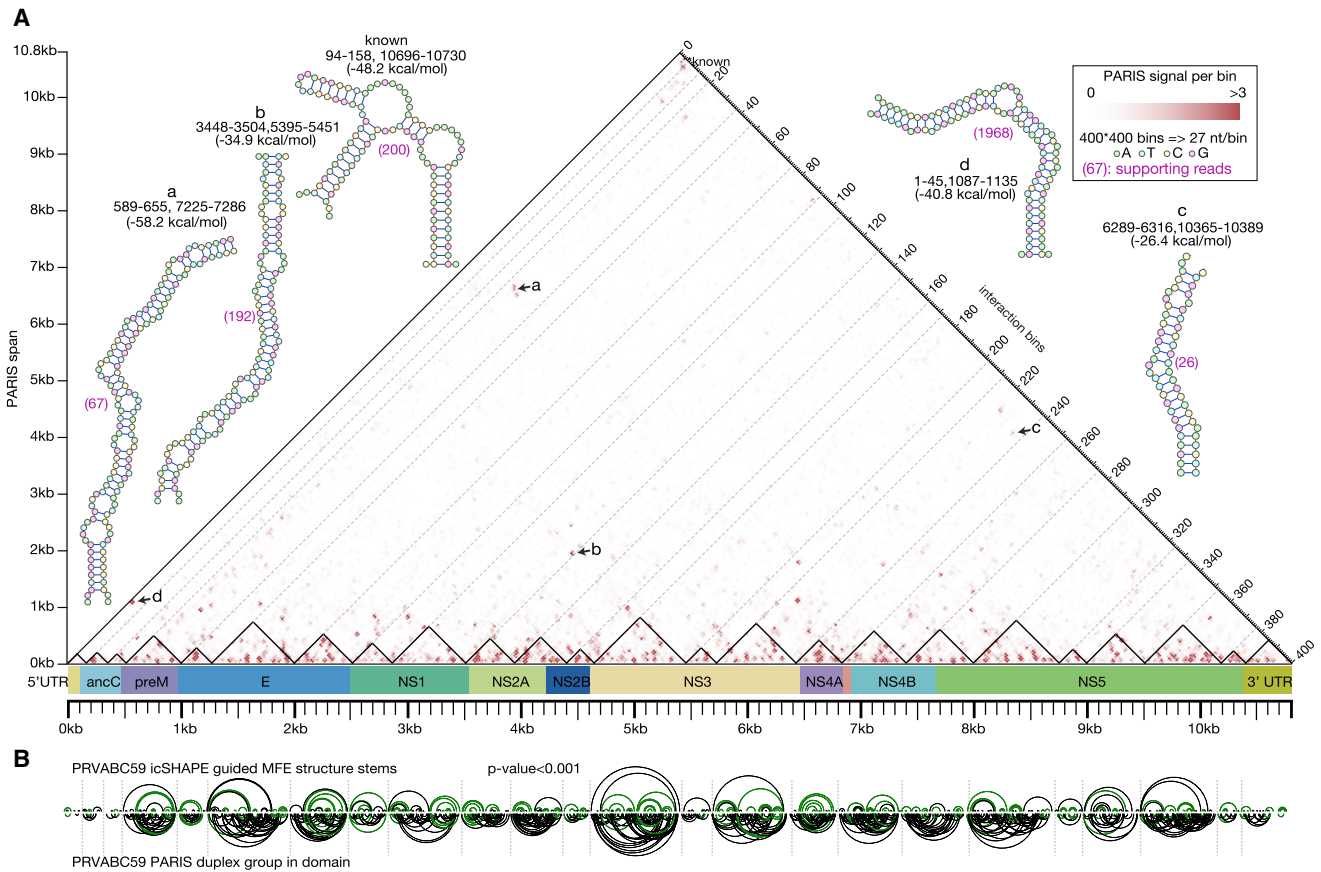 A
known
94-158, 10696-10730
(-48.2 kcal/mol)
(200)
b
3448-3504,5395-5451
(-34.9 kcal/mol)
(192)
a
589-655, 7225-7286
(-58.2 kcal/mol)
(67)
(1968)
d
1-45,1087-1135
(-40.8 kcal/mol)
PARIS signal per bin
0 >3
400*400 bins => 27 nt/bin
A T C G
(67): supporting reads
c
6289-6316,10365-10389
(-26.4 kcal/mol)
(26)
PARIS span
10.8kb
10kb
9kb
8kb
7kb
6kb
5kb
4kb
3kb
2kb
1kb
0kb
known
a
b
c
d
interaction bins
0
20
40
60
80
100
120
140
160
180
200
220
240
260
280
300
320
340
360
380
400
5'UTR ancC preM E NS1 NS2A NS2B NS3 NS4A NS4B NS5 3' UTR
0kb 1kb 2kb 3kb 4kb 5kb 6kb 7kb 8kb 9kb 10kb
B
PRVABC59 icSHAPE guided MFE structure stems p-value<0.001
PRVABC59 PARIS duplex group in domain